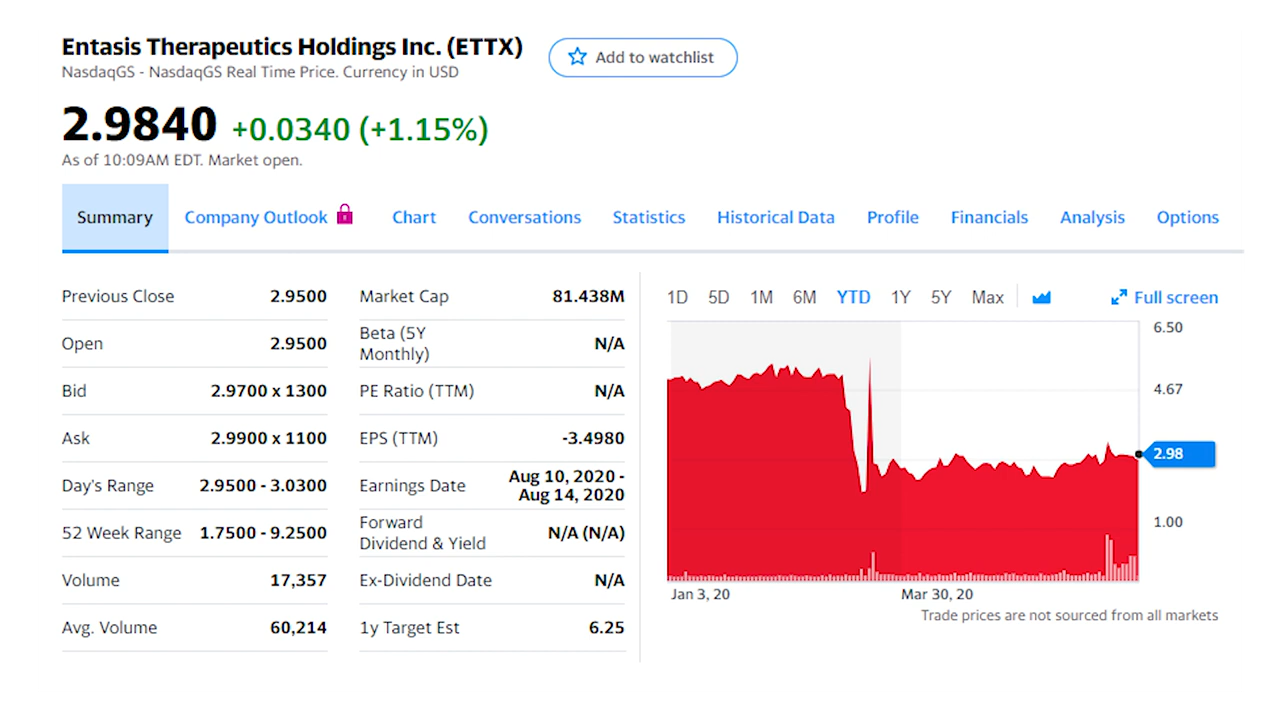 Entasis Therapeutics Holdings Inc. (ETTX)
Add to watchlist
NasdaqGS - NasdaqGS Real Time Price. Currency in USD
2.9840 +0.0340 (+1.15%)
As of 10:09AM EDT. Market open.
Summary Company Outlook Chart Conversations Statistics Historical Data Profile Financials Analysis Options
Previous Close 2.9500
Open 2.9500
Bid 2.9700 x 1300
Ask 2.9900 x 1100
Day's Range 2.9500 - 3.0300
52 Week Range 1.7500 - 9.2500
Volume 17,357
Avg. Volume 60,214
Market Cap 81.438M
Beta (5Y
Monthly) N/A
PE Ratio (TTM) N/A
EPS (TTM) -3.4980
Earnings Date Aug 10, 2020 -
Aug 14, 2020
Forward
Dividend & Yield N/A (N/A)
Ex-Dividend Date N/A
1y Target Est 6.25
1D 5D 1M 6M YTD 1Y 5Y Max Full screen
6.50
4.67
2.98
1.00
Jan 3, 20 Mar 30, 20
Trade prices are not sourced from all markets